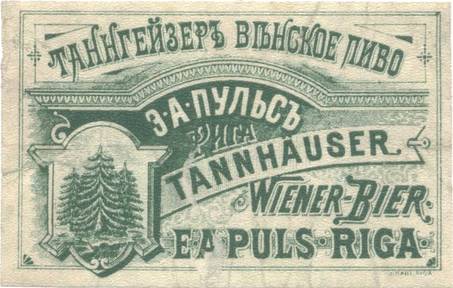 ТАННГЕЙЗЕРЪ ВѢНСКОЕ ПИВО
Э·А·ПУЛЬСЪ
РИГА
TANNHÄUSER
WIENER-BIER
E.A PULS·RIGA·